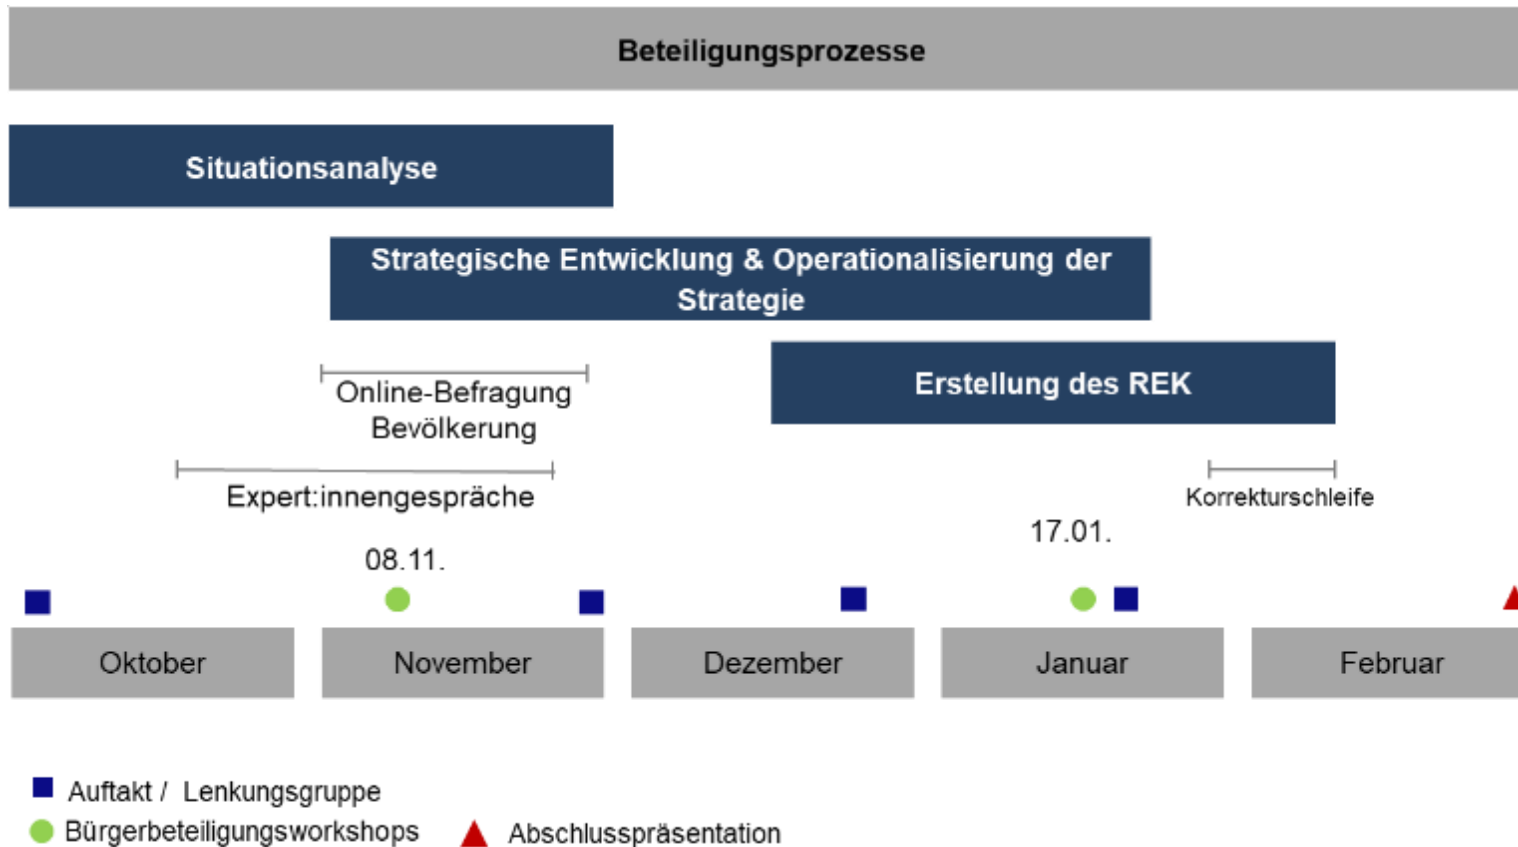 Beteiligungsprozesse
Situationsanalyse
Strategische Entwicklung & Operationalisierung der
Strategie
Erstellung des REK
Online-Befragung
Bevölkerung
Expert:innengespräche
Korrekturschleife
08.11.
17.01.
Oktober
November
Dezember
Januar
Februar
Auftakt / Lenkungsgruppe
Bürgerbeteiligungsworkshops
Abschlusspräsentation